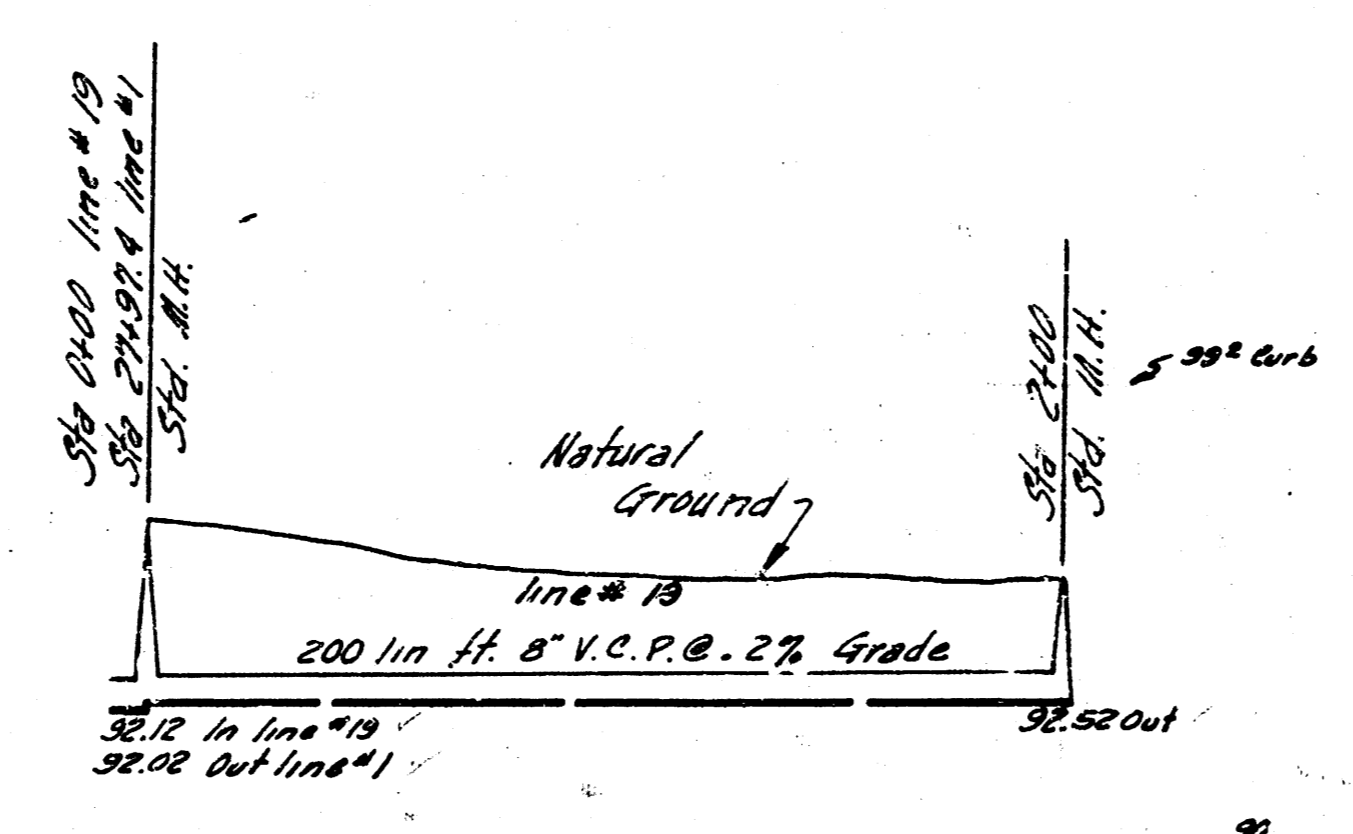 Sta 0+00 line # 19
Sta 27+97.4 line #1
Std. M.H.
Sta 2+00
Std. M.H.
99² Curb
Natural
Ground
line # 19
200 lin ft. 8" V.C.P. @ .2% Grade
92.12 In line #19
92.02 Out line #1
92.52 Out